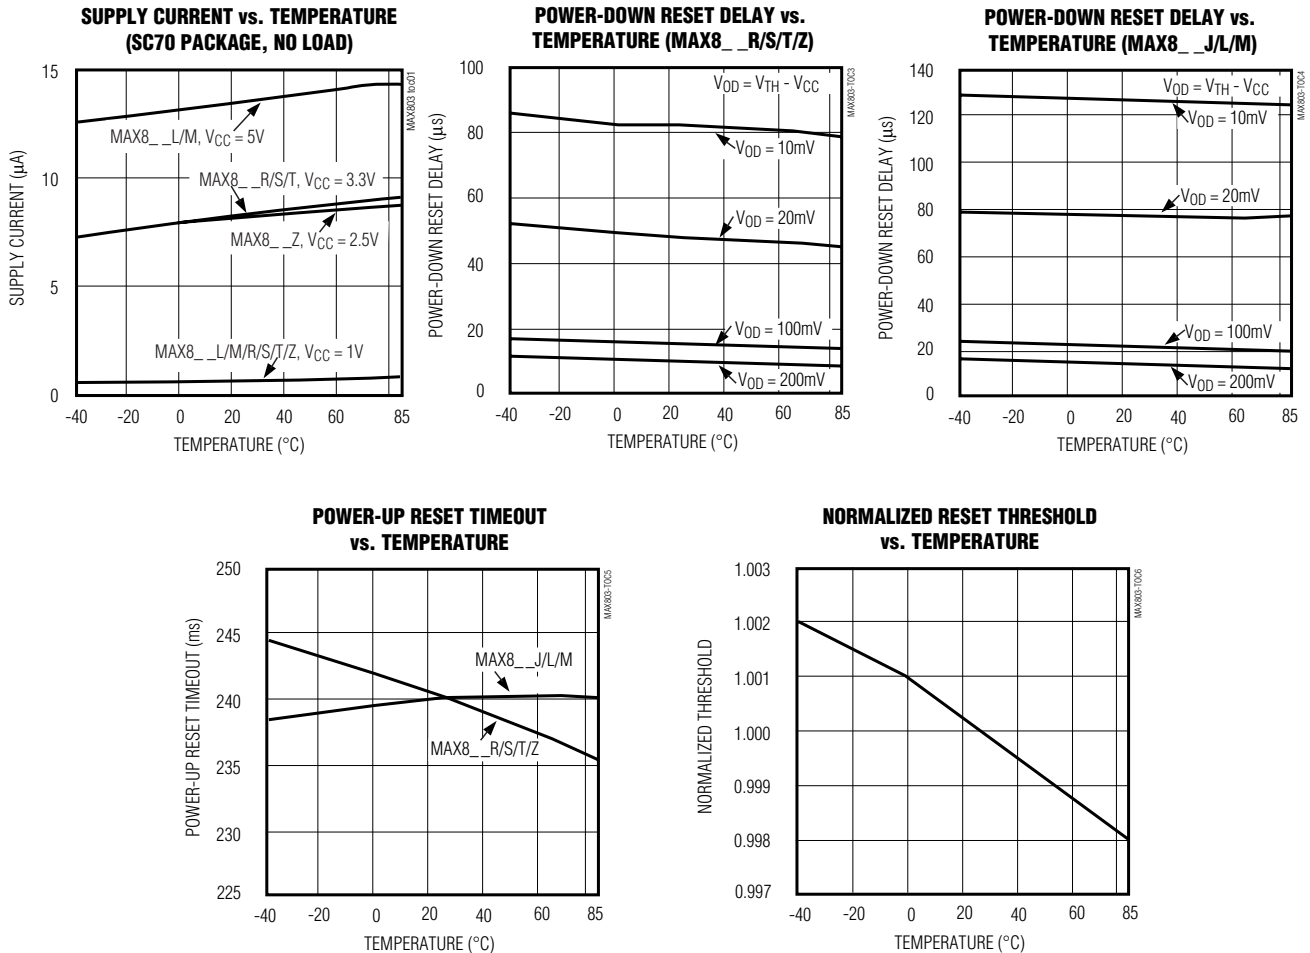 SUPPLY CURRENT vs. TEMPERATURE
(SC70 PACKAGE, NO LOAD)
15
10
5
0
SUPPLY CURRENT (µA)
MAX803 toc01
MAX8_ _L/M, VCC = 5V
MAX8_ _R/S/T, VCC = 3.3V
MAX8_ _Z, VCC = 2.5V
MAX8_ _L/M/R/S/T/Z, VCC = 1V
-40 -20 0 20 40 60 85
TEMPERATURE (°C)
POWER-DOWN RESET DELAY vs.
TEMPERATURE (MAX8_ _R/S/T/Z)
100
80
60
40
20
0
POWER-DOWN RESET DELAY (µs)
MAX803-TOC3
VOD = VTH - VCC
VOD = 10mV
VOD = 20mV
VOD = 100mV
VOD = 200mV
-40 -20 0 20 40 60 85
TEMPERATURE (°C)
POWER-DOWN RESET DELAY vs.
TEMPERATURE (MAX8_ _J/L/M)
140
120
100
80
60
40
20
0
POWER-DOWN RESET DELAY (µs)
MAX803-TOC4
VOD = VTH - VCC
VOD = 10mV
VOD = 20mV
VOD = 100mV
VOD = 200mV
-40 -20 0 20 40 60 85
TEMPERATURE (°C)
POWER-UP RESET TIMEOUT
vs. TEMPERATURE
250
245
240
235
230
225
POWER-UP RESET TIMEOUT (ms)
MAX803-TOC5
MAX8_ _J/L/M
MAX8_ _R/S/T/Z
-40 -20 0 20 40 60 85
TEMPERATURE (°C)
NORMALIZED RESET THRESHOLD
vs. TEMPERATURE
1.003
1.002
1.001
1.000
0.999
0.998
0.997
NORMALIZED THRESHOLD
MAX803-TOC6
-40 -20 0 20 40 60 85
TEMPERATURE (°C)